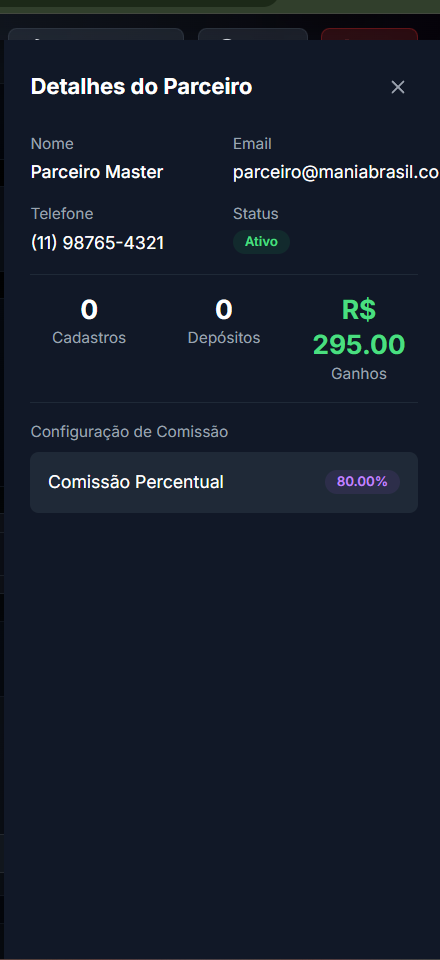 Detalhes do Parceiro
Nome
Email
Parceiro Master
parceiro@maniabrasil.co
Telefone
Status
(11) 98765-4321
Ativo
0
0
R$
295.00
Cadastros
Depósitos
Ganhos
Configuração de Comissão
Comissão Percentual
80.00%